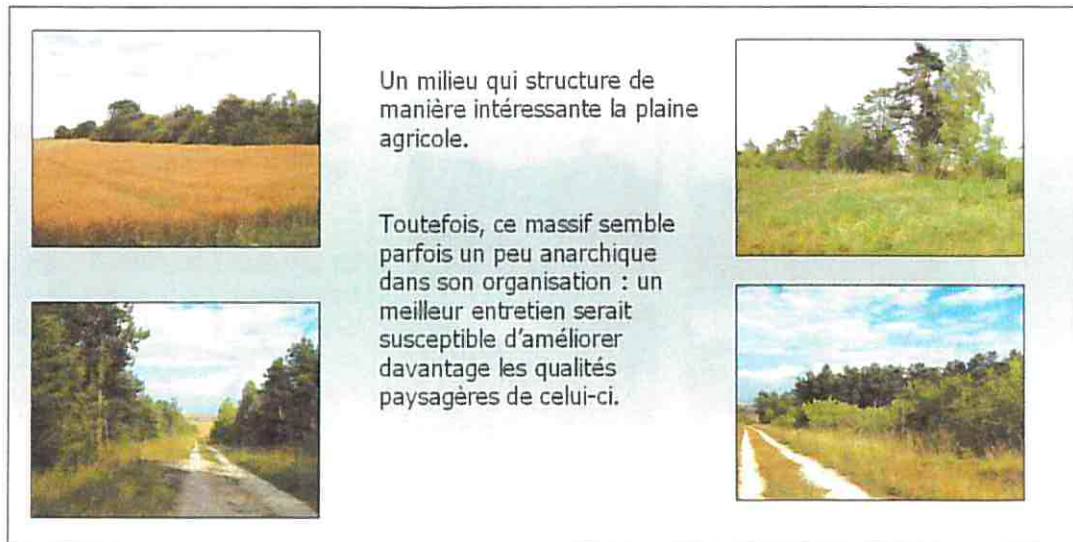 Un milieu qui structure de
manière intéressante la plaine
agricole.
Toutefois, ce massif semble
parfois un peu anarchique
dans son organisation : un
meilleur entretien serait
susceptible d'améliorer
davantage les qualités
paysagères de celui-ci.